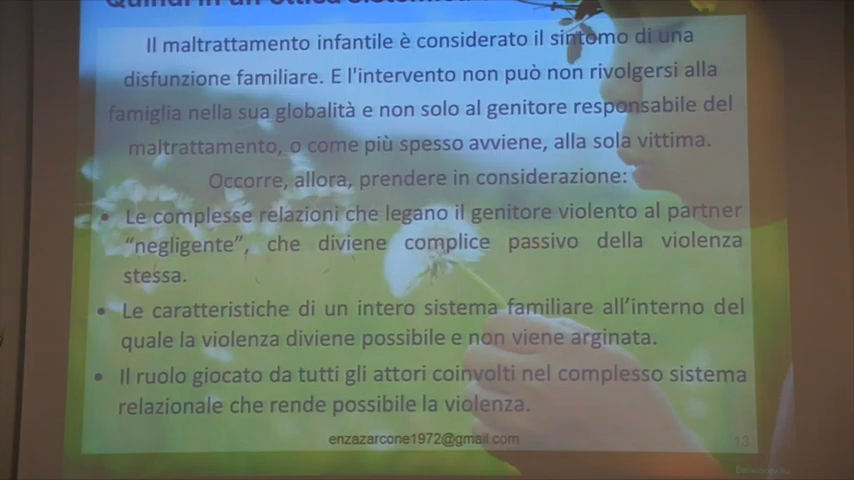 Quindi in un'ottica
Il maltrattamento infantile è considerato il sintomo di una
disfunzione familiare. E l'intervento non può non rivolgersi alla
famiglia nella sua globalità e non solo al genitore responsabile del
maltrattamento, o come più spesso avviene, alla sola vittima.
Occorre, allora, prendere in considerazione:
• Le complesse relazioni che legano il genitore violento al partner
“negligente”, che diviene complice passivo della violenza
stessa.
• Le caratteristiche di un intero sistema familiare all’interno del
quale la violenza diviene possibile e non viene arginata.
• Il ruolo giocato da tutti gli attori coinvolti nel complesso sistema
relazionale che rende possibile la violenza.
enzazarcone1972@gmail.com
13